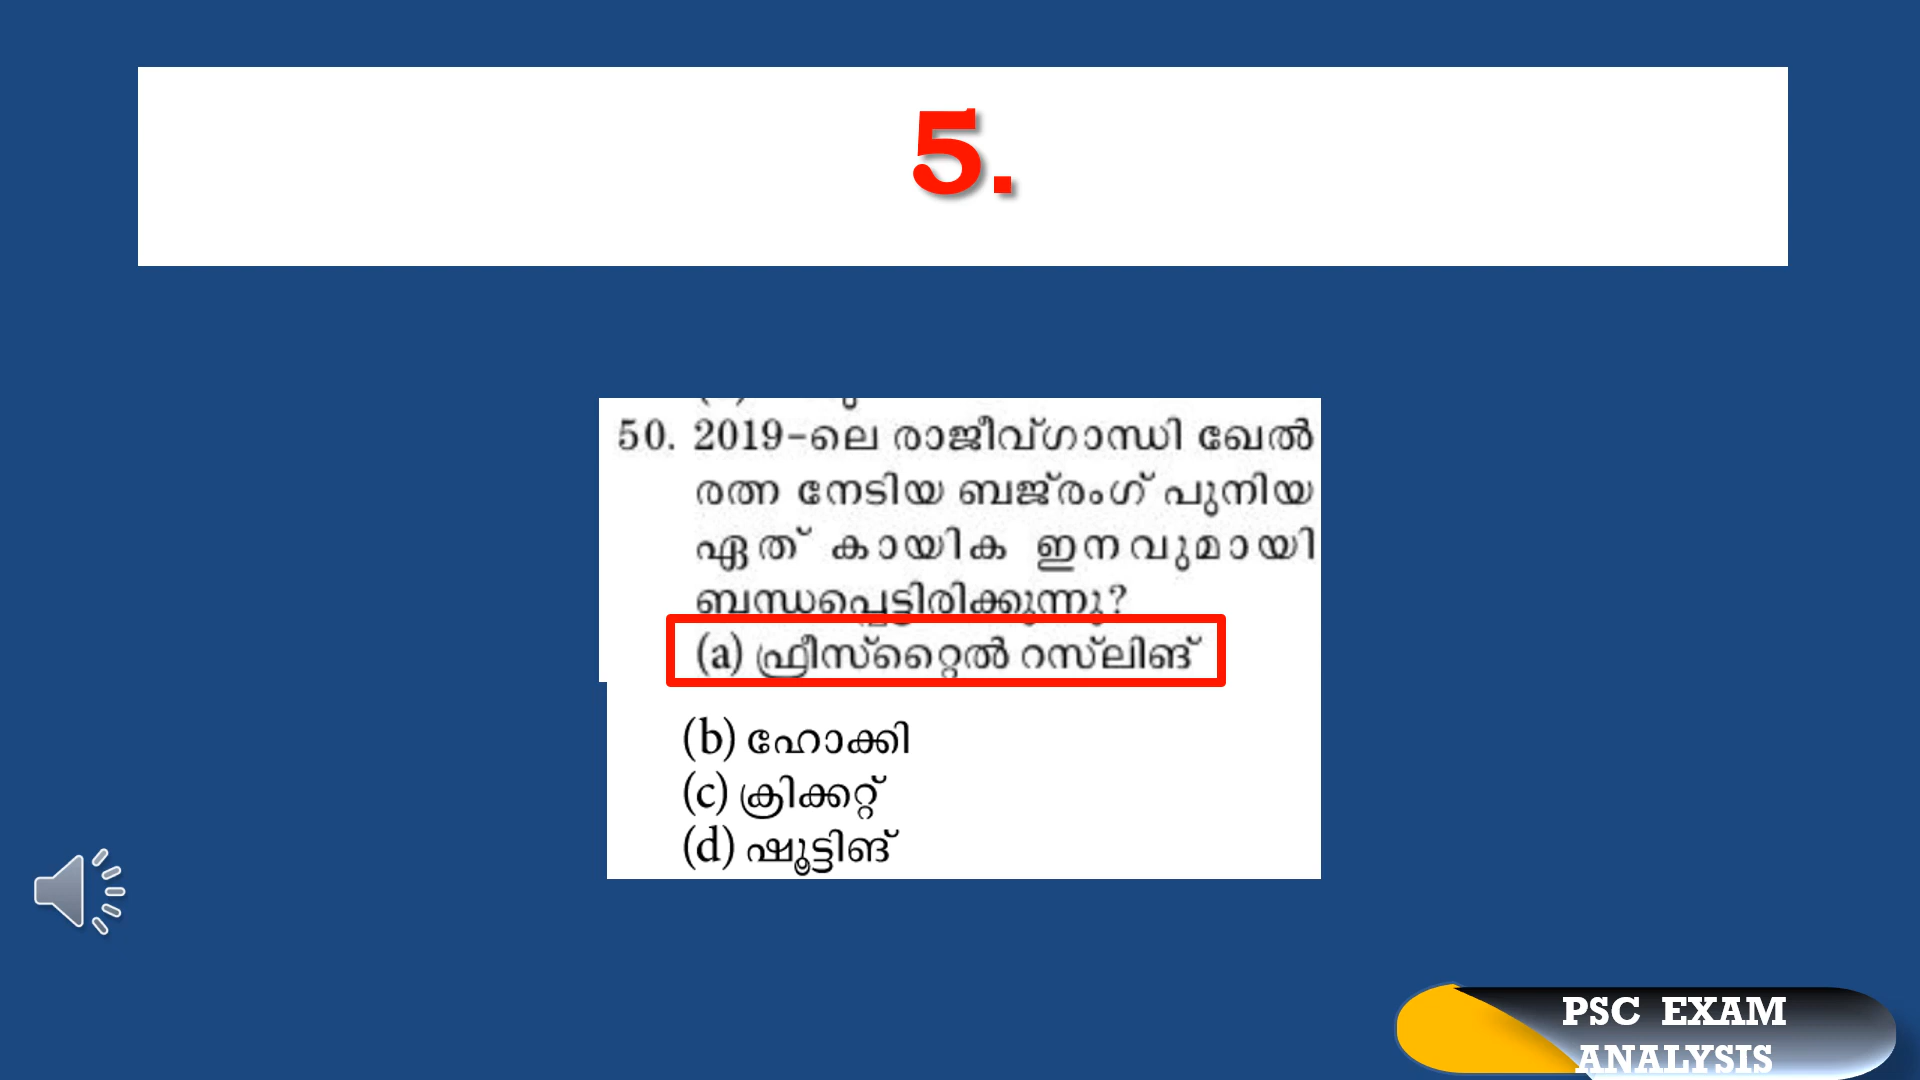 5.
50. 2019-ലെ രാജീവ്ഗാന്ധി ഖേൽ
രത്ന നേടിയ ബജ്രംഗ് പുനിയ
ഏത് കായിക ഇനവുമായി
ബന്ധപ്പെട്ടിരിക്കുന്നു?
(a) ഫ്രീസ്റ്റൈൽ റസ്‌ലിങ്
(b) ഹോക്കി
(c) ക്രിക്കറ്റ്
(d) ഷൂട്ടിങ്
PSC EXAM
ANALYSIS